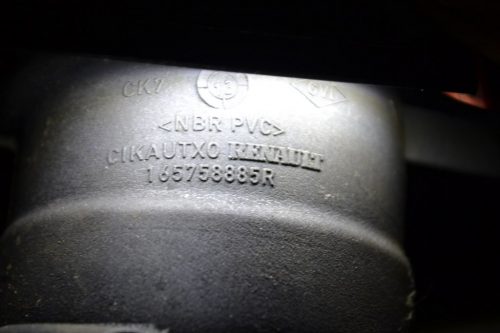 CK7
<NBR PVC>
CIKAUTXO RENAULT
165758885R